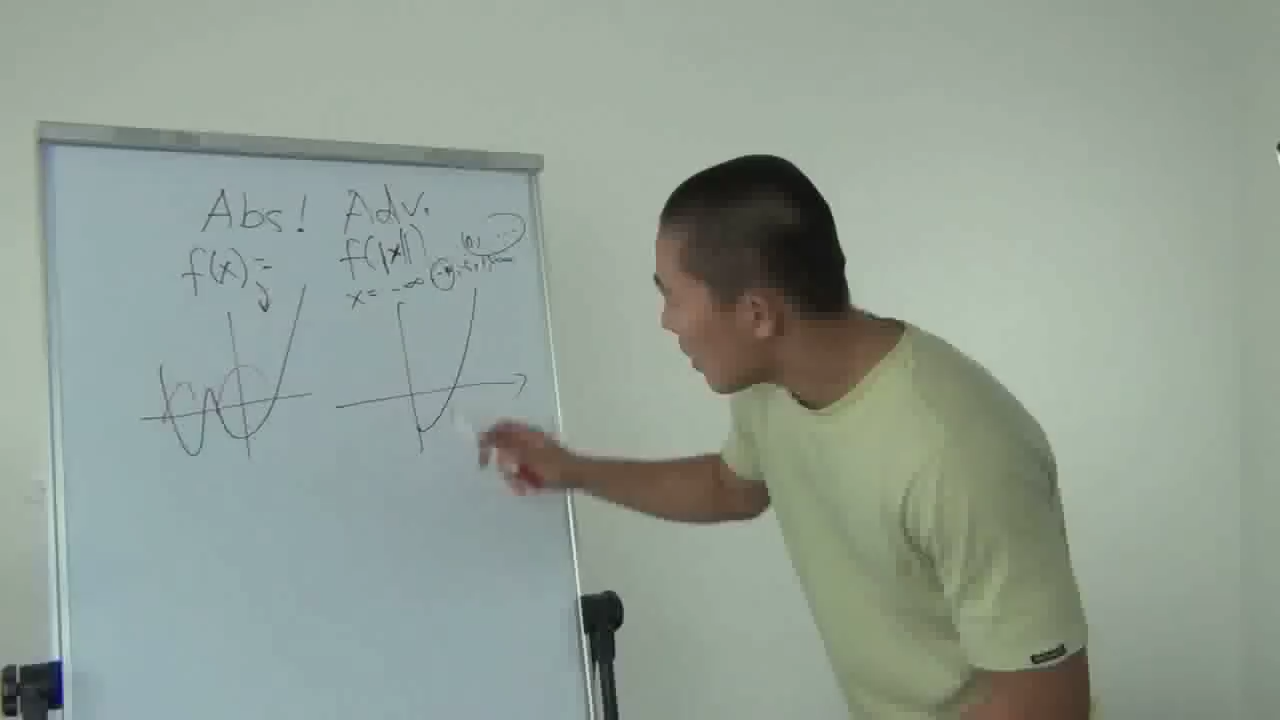 Abs! Adv.
f(x) = f(|x|)
x = -∞